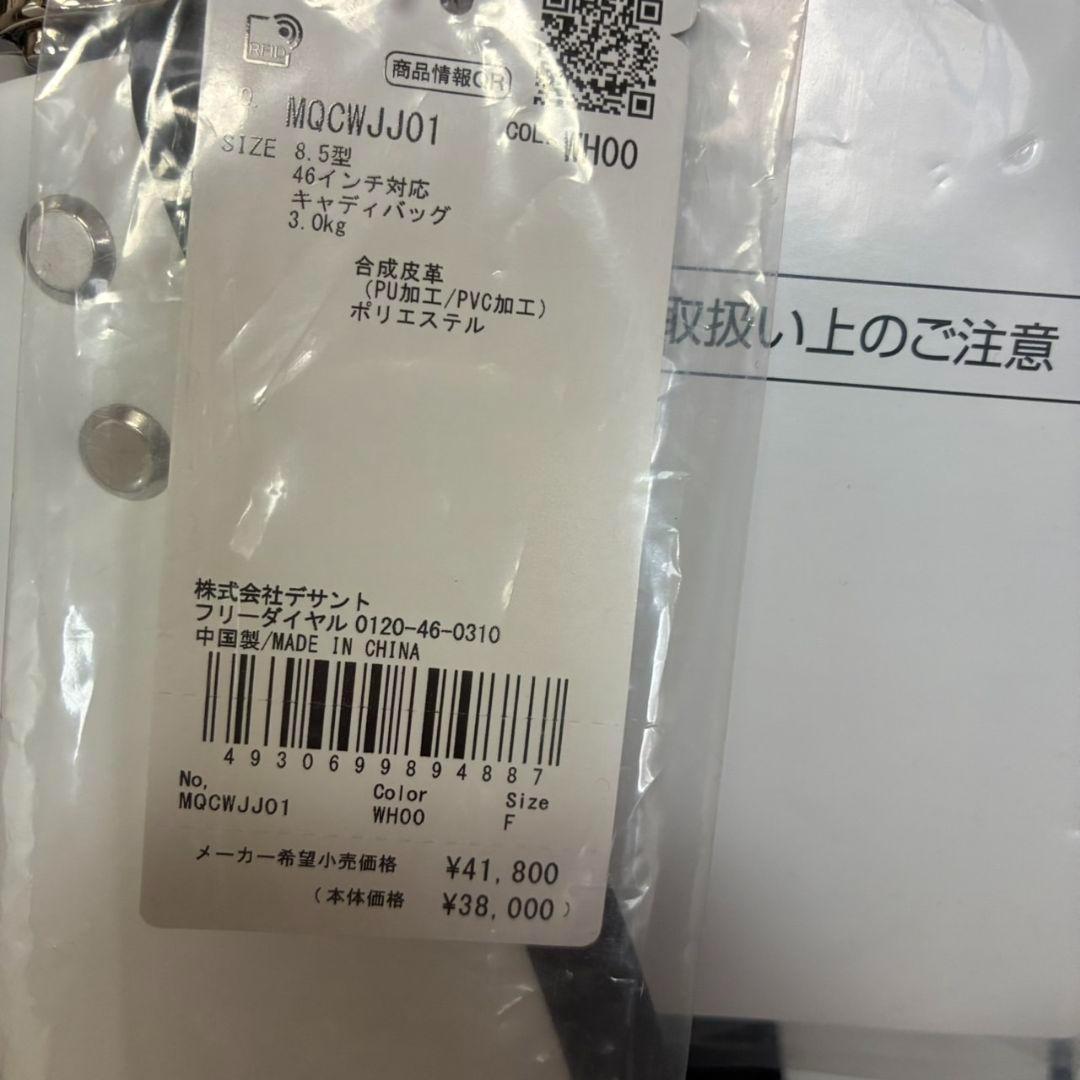 RFID
商品情報QR
NO. MQCWJJ01 COL. WH00
SIZE 8.5型
46インチ対応
キャディバッグ
3.0kg
合成皮革
(PU加工/PVC加工)
ポリエステル
取扱い上のご注意
株式会社デサント
フリーダイヤル 0120-46-0310
中国製/MADE IN CHINA
4930699894887
No, Color Size
MQCWJJ01 WH00 F
メーカー希望小売価格 ¥41,800
(本体価格 ¥38,000)